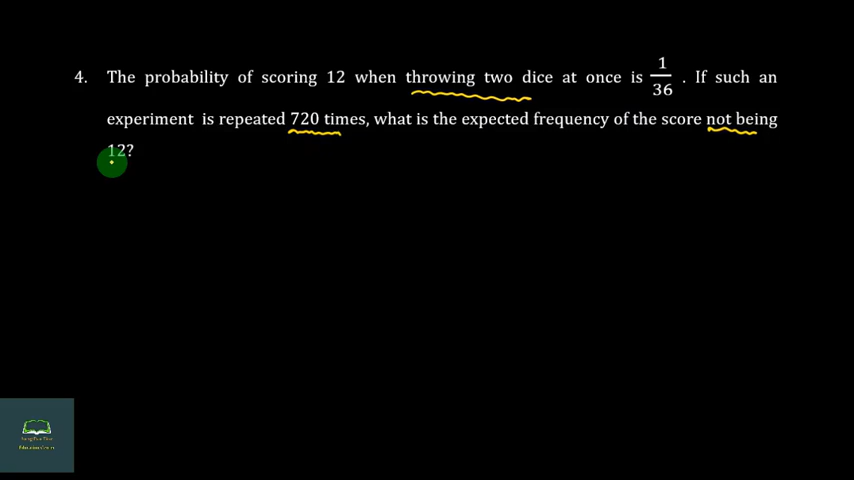 4. The probability of scoring 12 when throwing two dice at once is 1/36 . If such an
experiment is repeated 720 times, what is the expected frequency of the score not being
12?